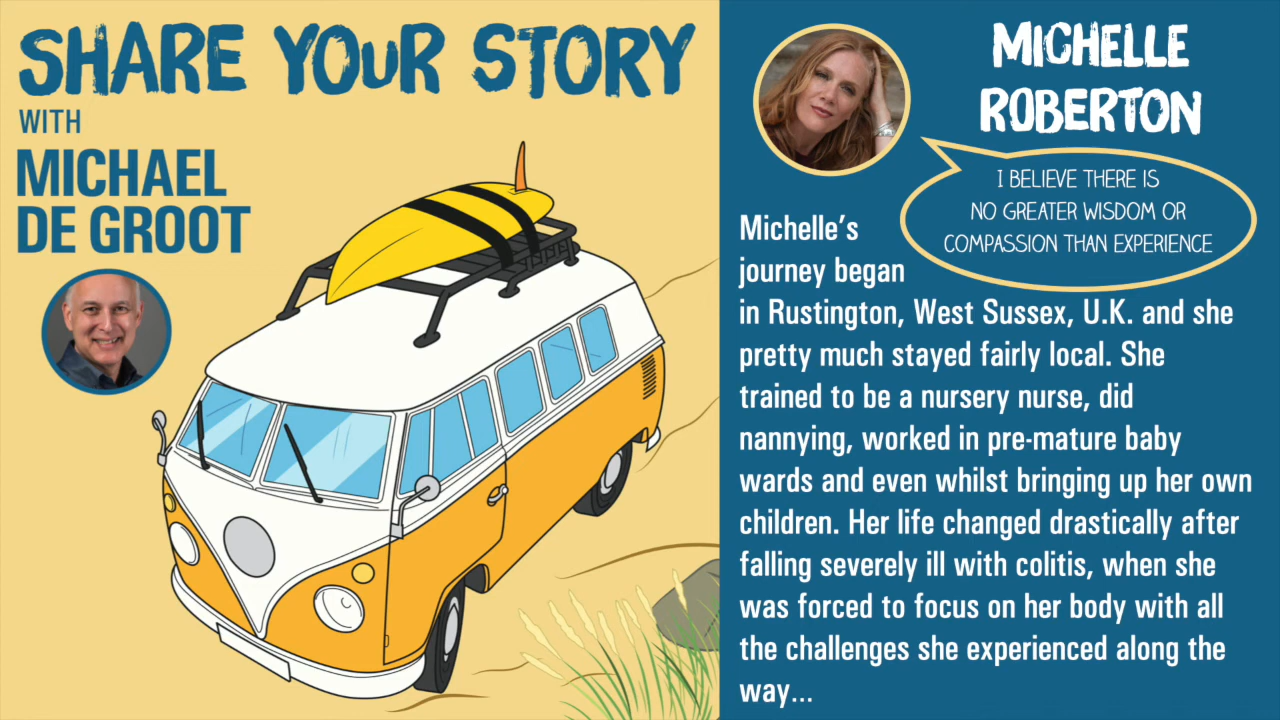 SHARE YOUR STORY
WITH
MICHAEL
DE GROOT
MICHELLE
ROBERTON
I BELIEVE THERE IS
NO GREATER WISDOM OR
COMPASSION THAN EXPERIENCE
Michelle's
journey began
in Rustington, West Sussex, U.K. and she
pretty much stayed fairly local. She
trained to be a nursery nurse, did
nannying, worked in pre-mature baby
wards and even whilst bringing up her own
children. Her life changed drastically after
falling severely ill with colitis, when she
was forced to focus on her body with all
the challenges she experienced along the
way...